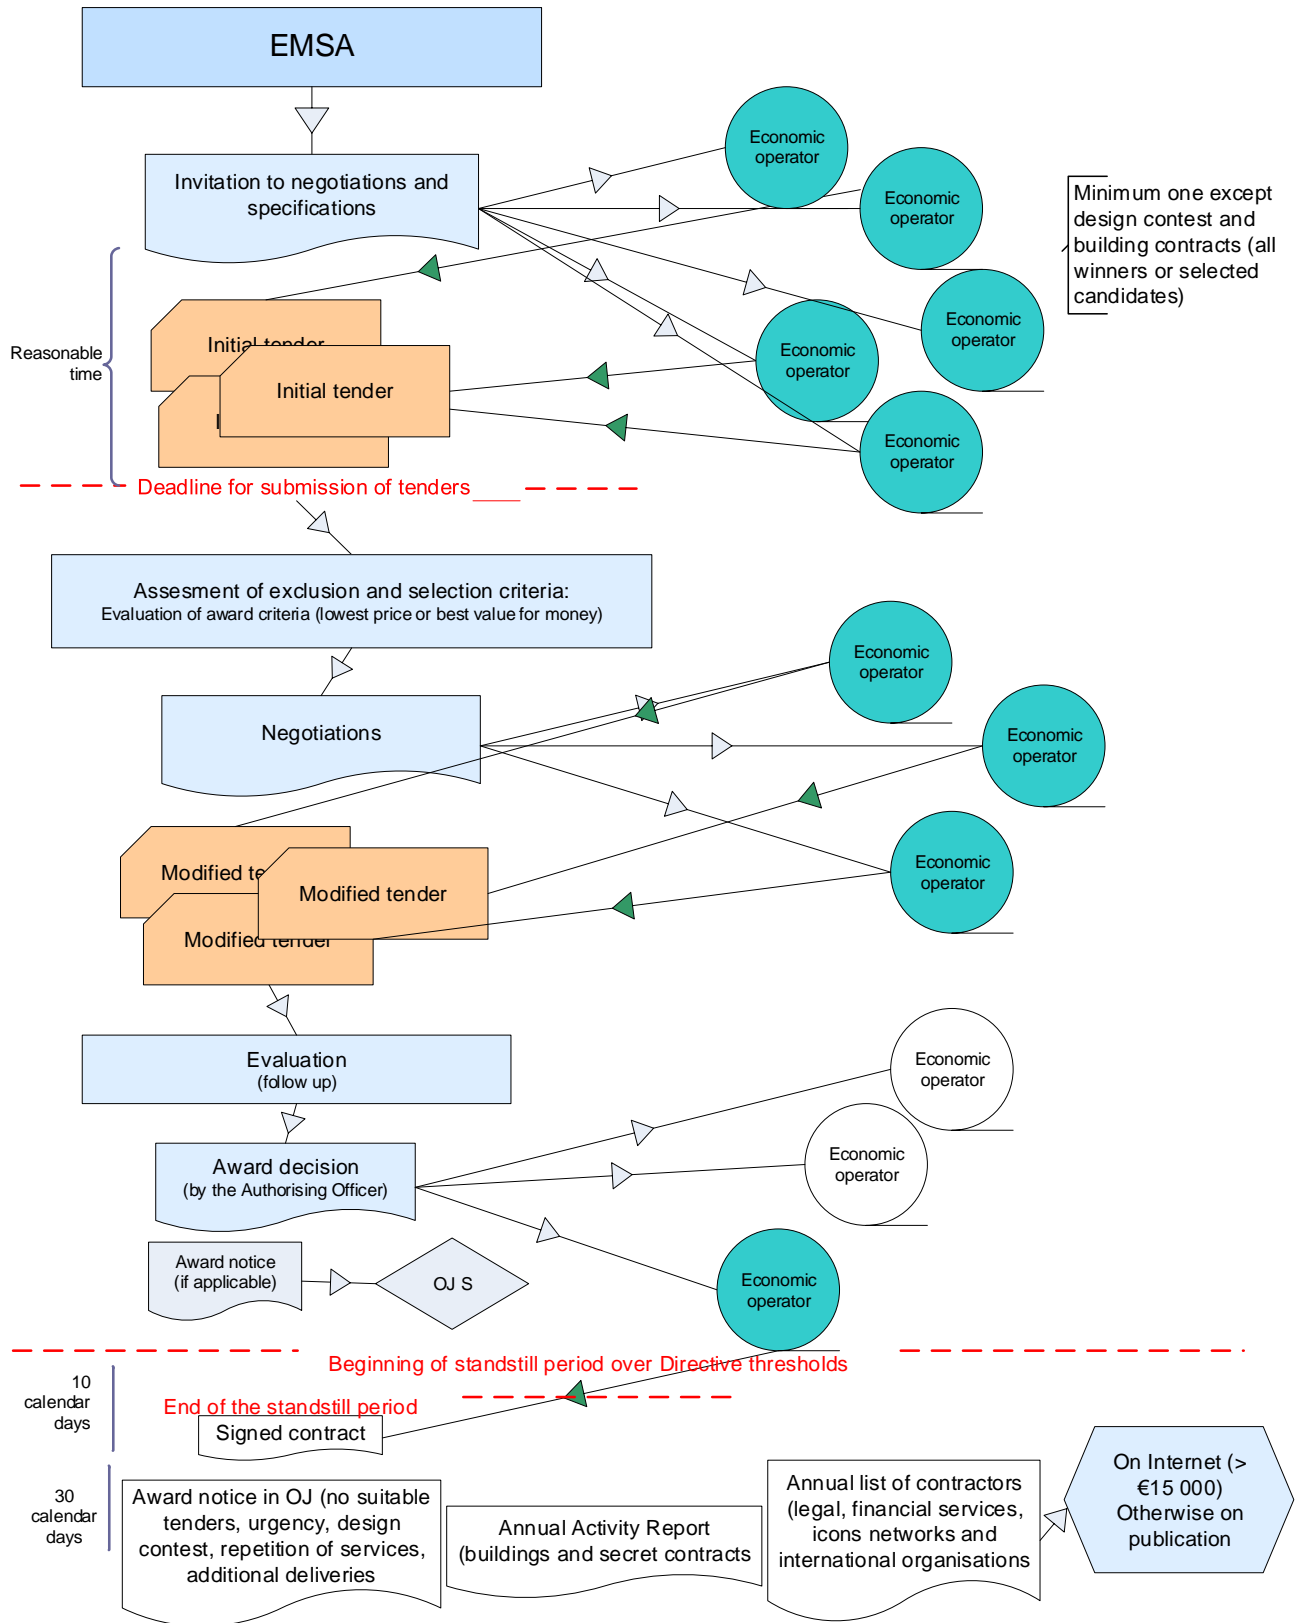 EMSA
Economic
operator
Invitation to negotiations and
specifications
Economic
operator
Minimum one except
design contest and
building contracts (all
winners or selected
candidates)
Reasonable
time
Initial tender
Initial tender
I
Economic
operator
Economic
operator
Economic
operator
Deadline for submission of tenders____
Assesment of exclusion and selection criteria:
Evaluation of award criteria (lowest price or best value for money)
Economic
operator
Negotiations
Economic
operator
Modified te
Modified tender
Modified tender
Economic
operator
Evaluation
(follow up)
Economic
operator
Award decision
(by the Authorising Officer)
Economic
operator
Award notice
(if applicable)
OJ S
Economic
operator
Beginning of standstill period over Directive thresholds
10
calendar
days
End of the standstill period
Signed contract
30
calendar
days
Award notice in OJ (no suitable
tenders, urgency, design
contest, repetition of services,
additional deliveries
Annual Activity Report
(buildings and secret contracts
Annual list of contractors
(legal, financial services,
icons networks and
international organisations
On Internet (>
€15 000)
Otherwise on
publication